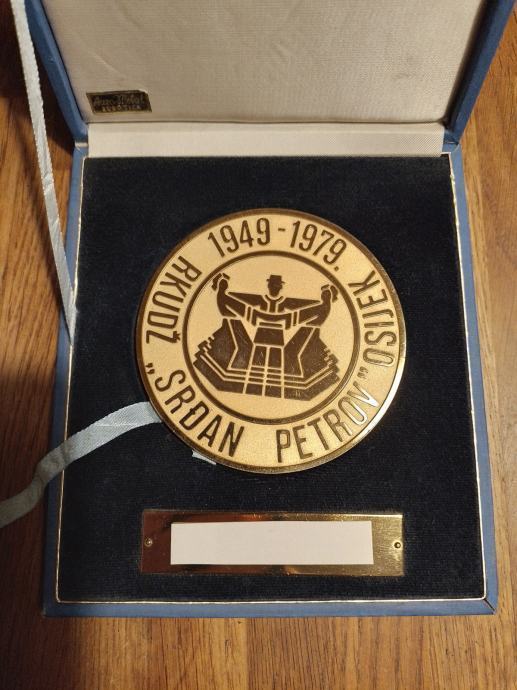 1949-1979.
RKUDŽ „SRĐAN PETROV” OSIJEK